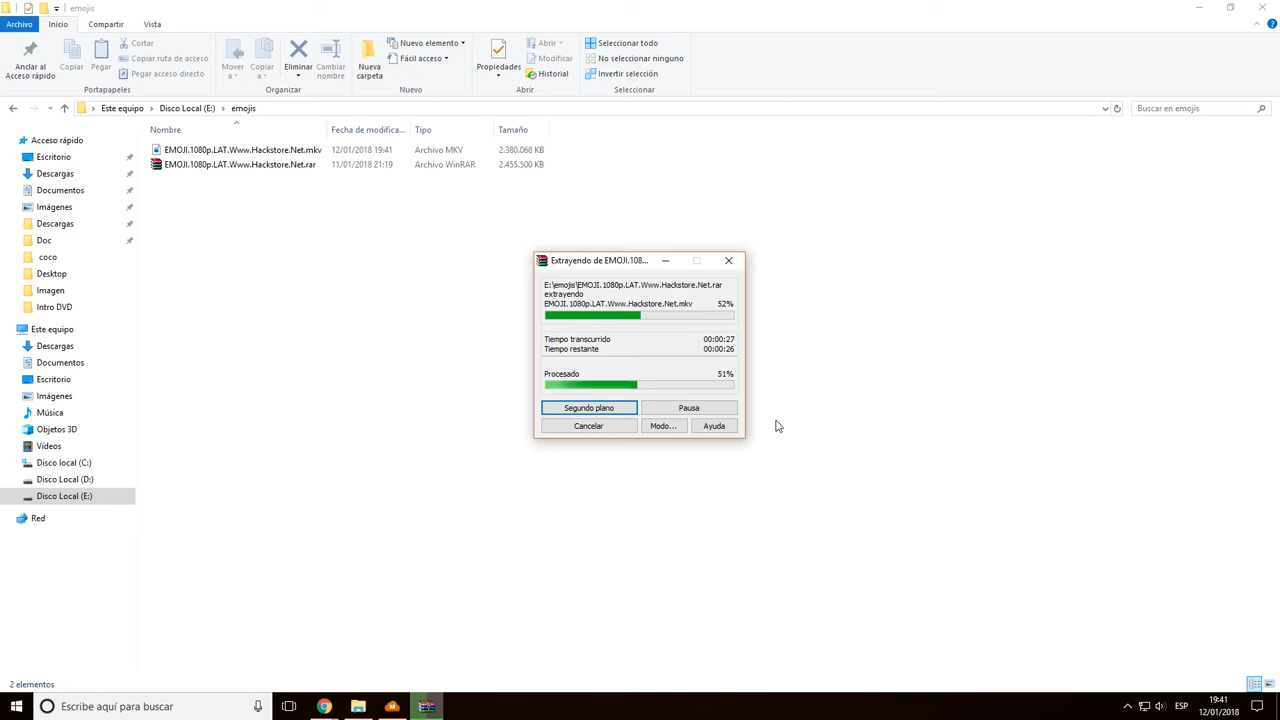 emojis
Archivo Inicio Compartir Vista
Anclar al Acceso rápido
Copiar
Pegar
Cortar
Copiar ruta de acceso
Pegar acceso directo
Portapapeles
Mover a
Copiar a
Eliminar
Cambiar nombre
Organizar
Nueva carpeta
Nuevo elemento
Fácil acceso
Nuevo
Propiedades
Abrir
Modificar
Historial
Abrir
Seleccionar todo
No seleccionar ninguno
Invertir selección
Seleccionar
Este equipo > Disco Local (E:) > emojis
Buscar en emojis
Nombre Fecha de modifica... Tipo Tamaño
EMOJI.1080p.LAT.Www.Hackstore.Net.mkv 12/01/2018 19:41 Archivo MKV 2.380.068 KB
EMOJI.1080p.LAT.Www.Hackstore.Net.rar 11/01/2018 21:19 Archivo WinRAR 2.455.500 KB
Acceso rápido
Escritorio
Descargas
Documentos
Imágenes
Descargas
Doc
coco
Desktop
Imagen
Intro DVD
Este equipo
Descargas
Documentos
Escritorio
Imágenes
Música
Objetos 3D
Vídeos
Disco local (C:)
Disco Local (D:)
Disco Local (E:)
Red
Extrayendo de EMOJI.108...
E:\emojis\EMOJI.1080p.LAT.Www.Hackstore.Net.rar
extrayendo
EMOJI.1080p.LAT.Www.Hackstore.Net.mkv 52%
Tiempo transcurrido 00:00:27
Tiempo restante 00:00:26
Procesado 51%
Segundo plano Pausa
Cancelar Modo... Ayuda
2 elementos
Escribe aquí para buscar
ESP
19:41
12/01/2018